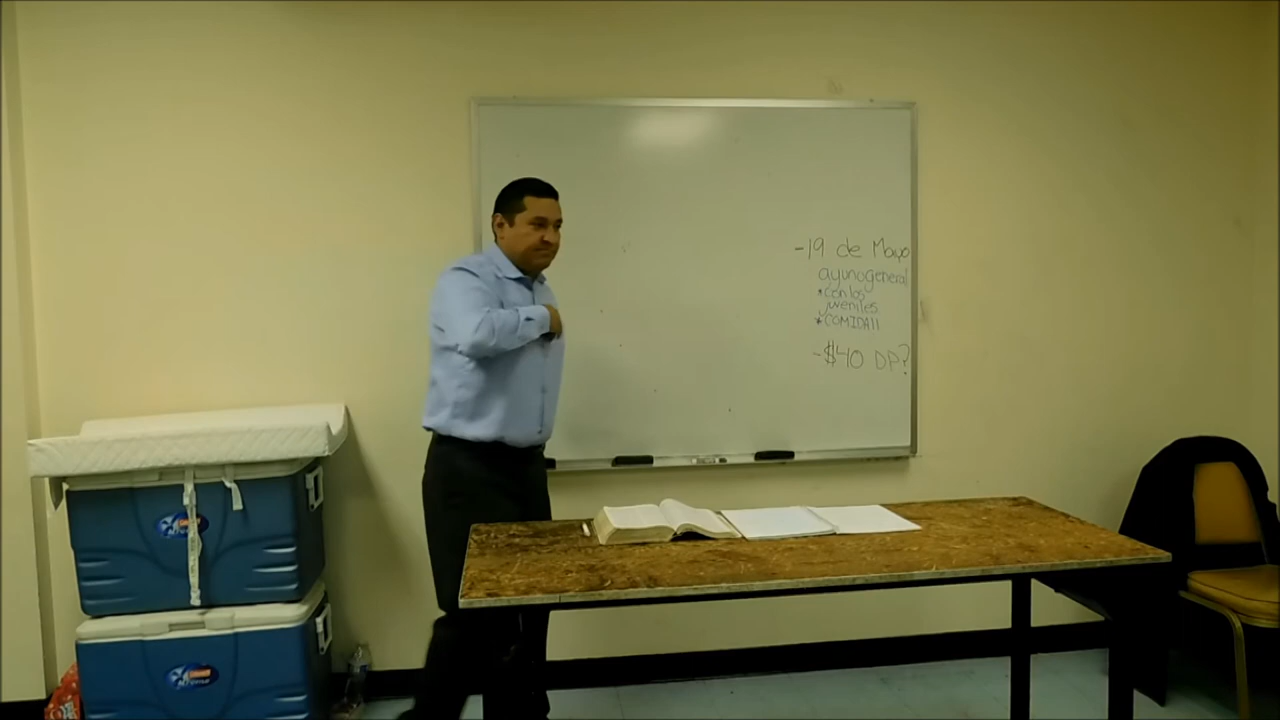 -19 de Mayo
ayuno general
*con los
juveniles
*COMIDA!!
-$40 DP?